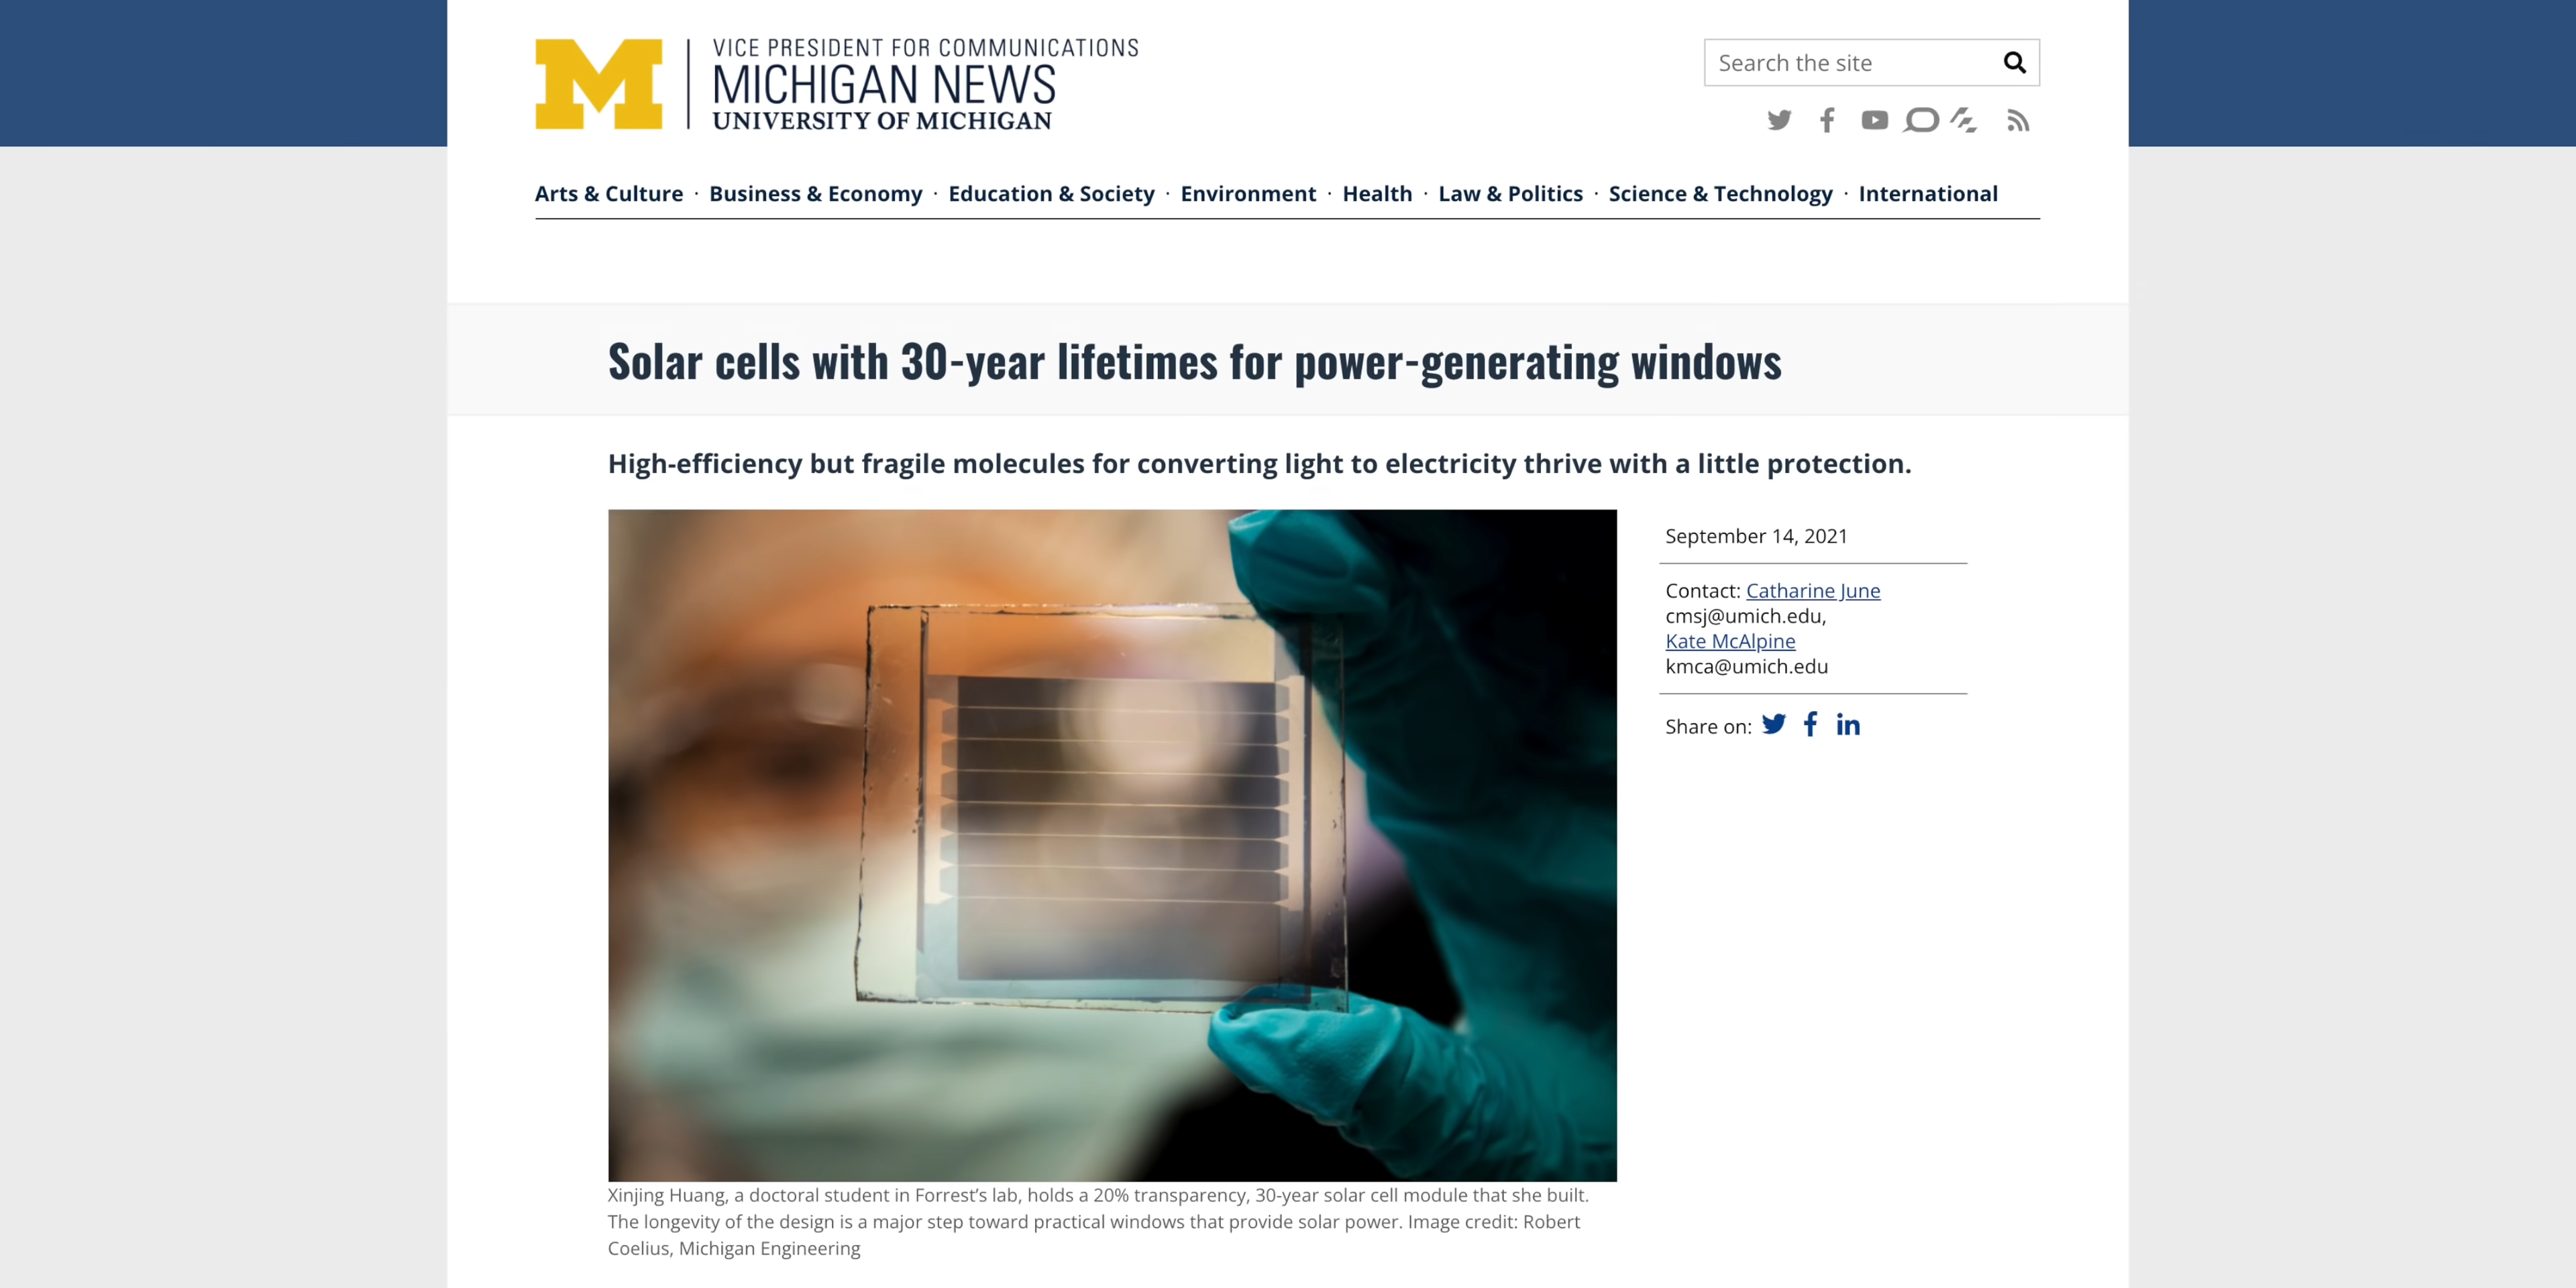 VICE PRESIDENT FOR COMMUNICATIONS
MICHIGAN NEWS
UNIVERSITY OF MICHIGAN
Search the site
Arts & Culture · Business & Economy · Education & Society · Environment · Health · Law & Politics · Science & Technology · International
Solar cells with 30-year lifetimes for power-generating windows
High-efficiency but fragile molecules for converting light to electricity thrive with a little protection.
September 14, 2021
Contact: Catharine June
cmsj@umich.edu,
Kate McAlpine
kmca@umich.edu
Share on:
Xinjing Huang, a doctoral student in Forrest’s lab, holds a 20% transparency, 30-year solar cell module that she built.
The longevity of the design is a major step toward practical windows that provide solar power. Image credit: Robert
Coelius, Michigan Engineering